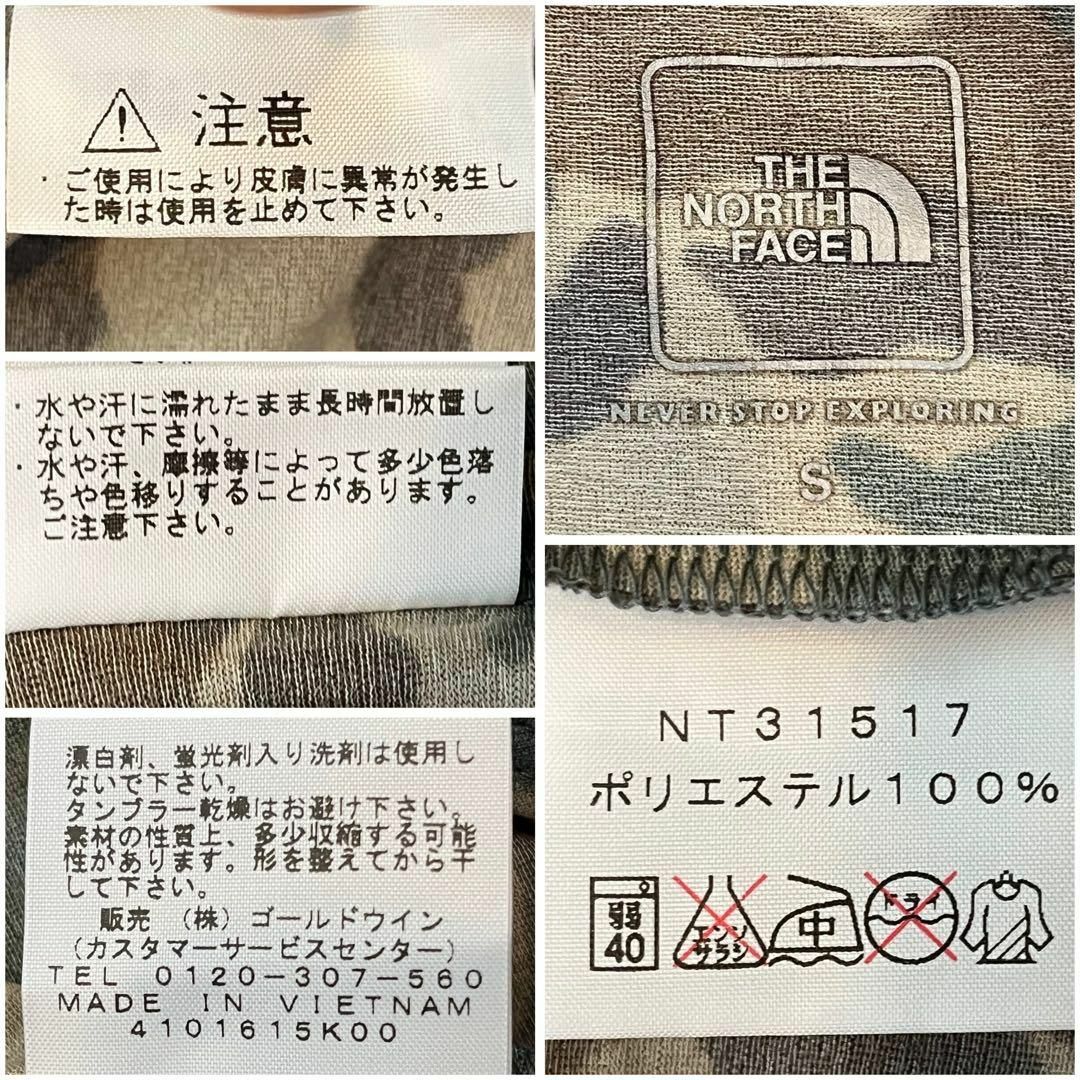 注意
・ご使用により皮膚に異常が発生し
た時は使用を止めて下さい。
THE
NORTH
FACE
NEVER STOP EXPLORING
S
・水や汗に濡れたまま長時間放置し
ないで下さい。
・水や汗、摩擦等によって多少色落
ちや色移りすることがあります。
ご注意下さい。
漂白剤、蛍光剤入り洗剤は使用し
ないで下さい。
タンブラー乾燥はお避け下さい。
素材の性質上、多少収縮する可能
性があります。形を整えてから干
して下さい。
販売 (株)ゴールドウイン
(カスタマーサービスセンター)
TEL 0120-307-560
MADE IN VIETNAM
4101615K00
NT31517
ポリエステル100%
弱
40
エンソ
サラシ
中
ドライ